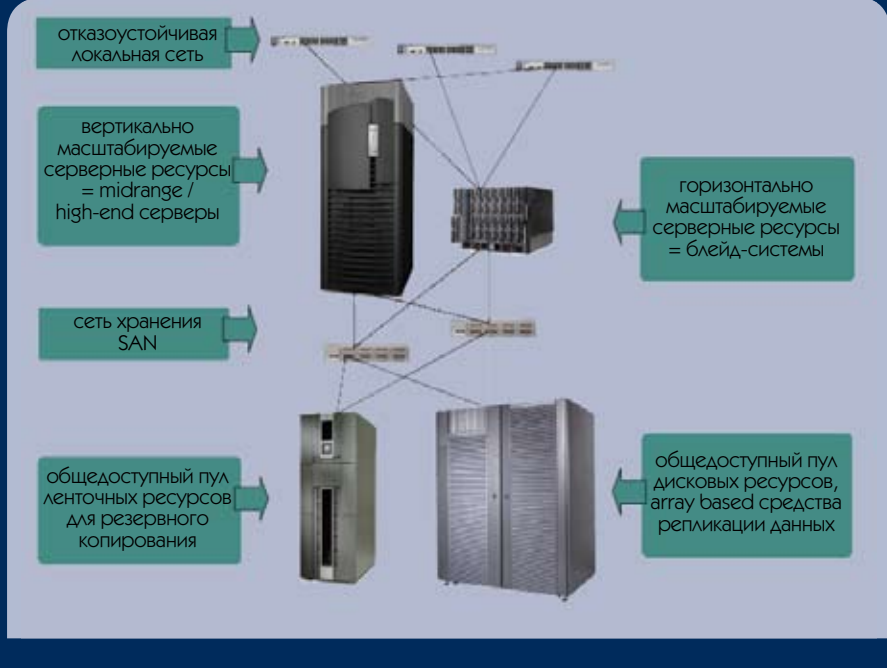 отказоустойчивая
локальная сеть
вертикально
масштабируемые
серверные ресурсы
= midrange /
high-end серверы
горизонтально
масштабируемые
серверные ресурсы
= блейд-системы
сеть хранения
SAN
общедоступный пул
ленточных ресурсов
для резервного
копирования
общедоступный пул
дисковых ресурсов,
array based средства
репликации данных